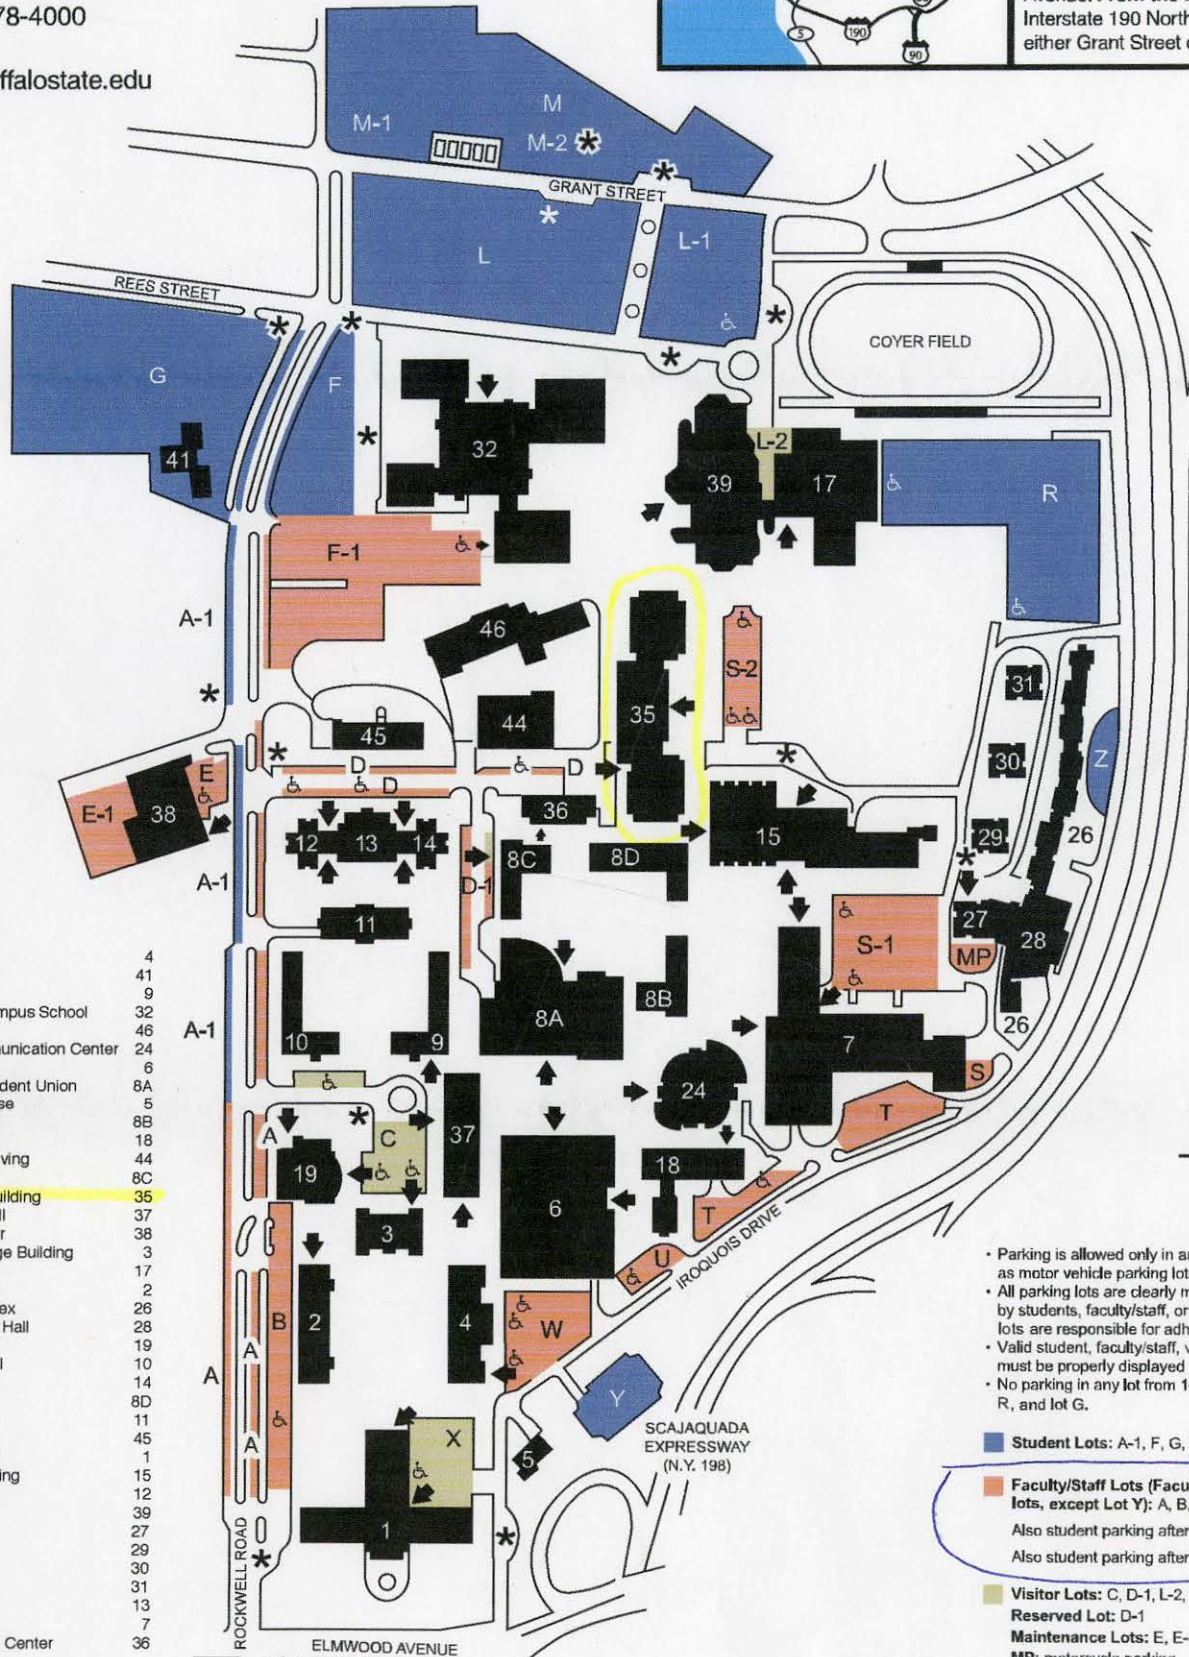 78-4000
ffalostate.edu
Interstate 190 North
either Grant Street
5
190
90
M
M-1
M-2
GRANT STREET
L
L-1
REES STREET
COYER FIELD
G
F
32
L-2
41
39
17
R
F-1
A-1
46
S-2
31
35
44
45
D
D
D
30
Z
E
E-1
38
36
12
13
14
15
29
26
8C
8D
A-1
D-1
11
27
S-1
28
MP
8B
8A
A-1
10
9
7
26
24
S
T
A
C
37
19
18
6
3
T
U
IROQUOIS DRIVE
B
2
4
W
A
A
Y
SCAJAQUADA
EXPRESSWAY
(N.Y. 198)
A
X
5
1
ROCKWELL ROAD
ELMWOOD AVENUE
4
41
9
mpus School 32
46
unication Center 24
6
dent Union 8A
se 5
8B
18
ving 44
8C
uilding 35
ll 37
r 38
ge Building 3
17
2
ex 26
Hall 28
19
l 10
14
8D
11
45
1
ing 15
12
39
27
29
30
31
13
7
Center 36
• Parking is allowed only in
as motor vehicle parking
All parking lots are clearly
by students, faculty/staff, or
lots are responsible for
• Valid student, faculty/staff,
must be properly displayed
• No parking in any lot from
R, and lot G.
Student Lots: A-1, F, G,
Faculty/Staff Lots
lots, except Lot Y): A, B,
Also student parking after
Also student parking after
Visitor Lots: C, D-1, L-2,
Reserved Lot: D-1
Maintenance Lots: E,